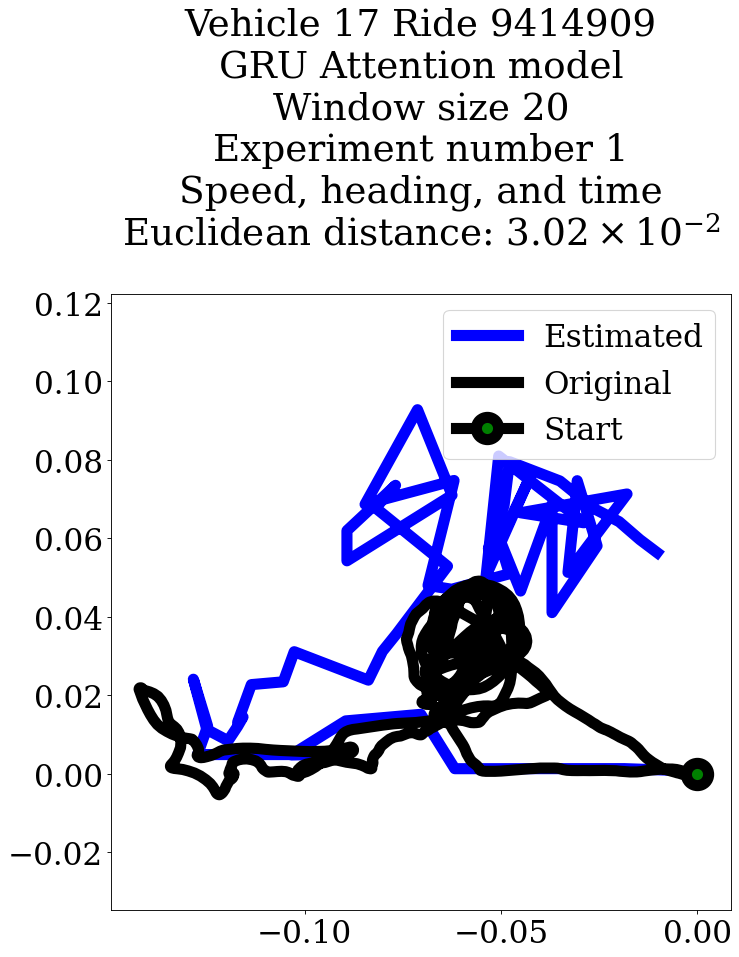 Vehicle 17 Ride 9414909
GRU Attention model
Window size 20
Experiment number 1
Speed, heading, and time
Euclidean distance: 3.02 × 10⁻²
0.12
0.10
0.08
0.06
0.04
0.02
0.00
−0.02
Estimated
Original
Start
−0.10
−0.05
0.00